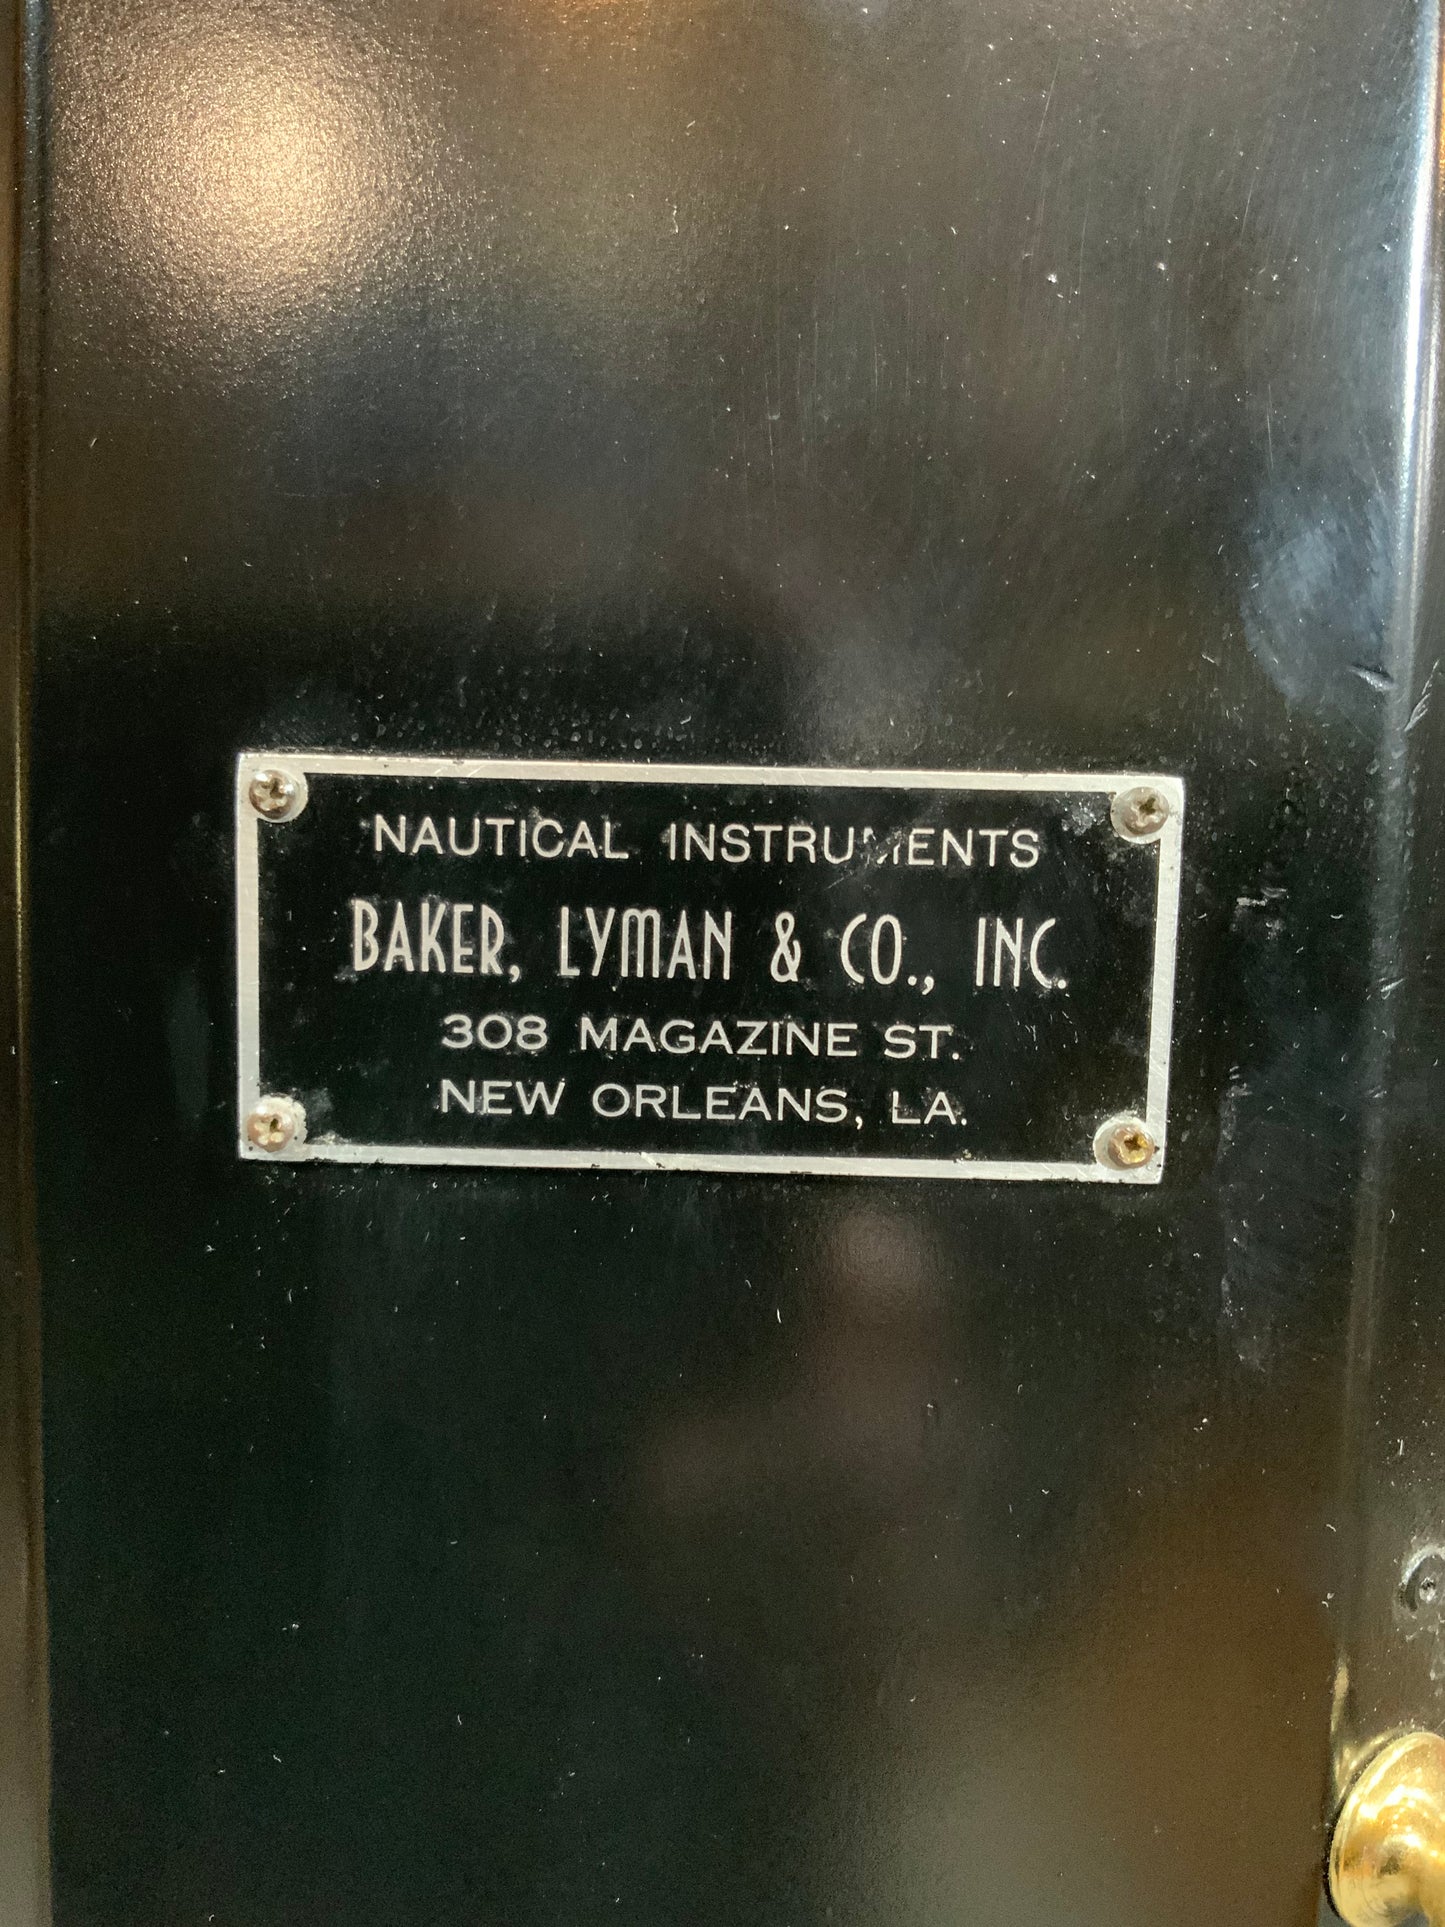 NAUTICAL INSTRUMENTS
BAKER, LYMAN & CO., INC.
308 MAGAZINE ST.
NEW ORLEANS, LA.